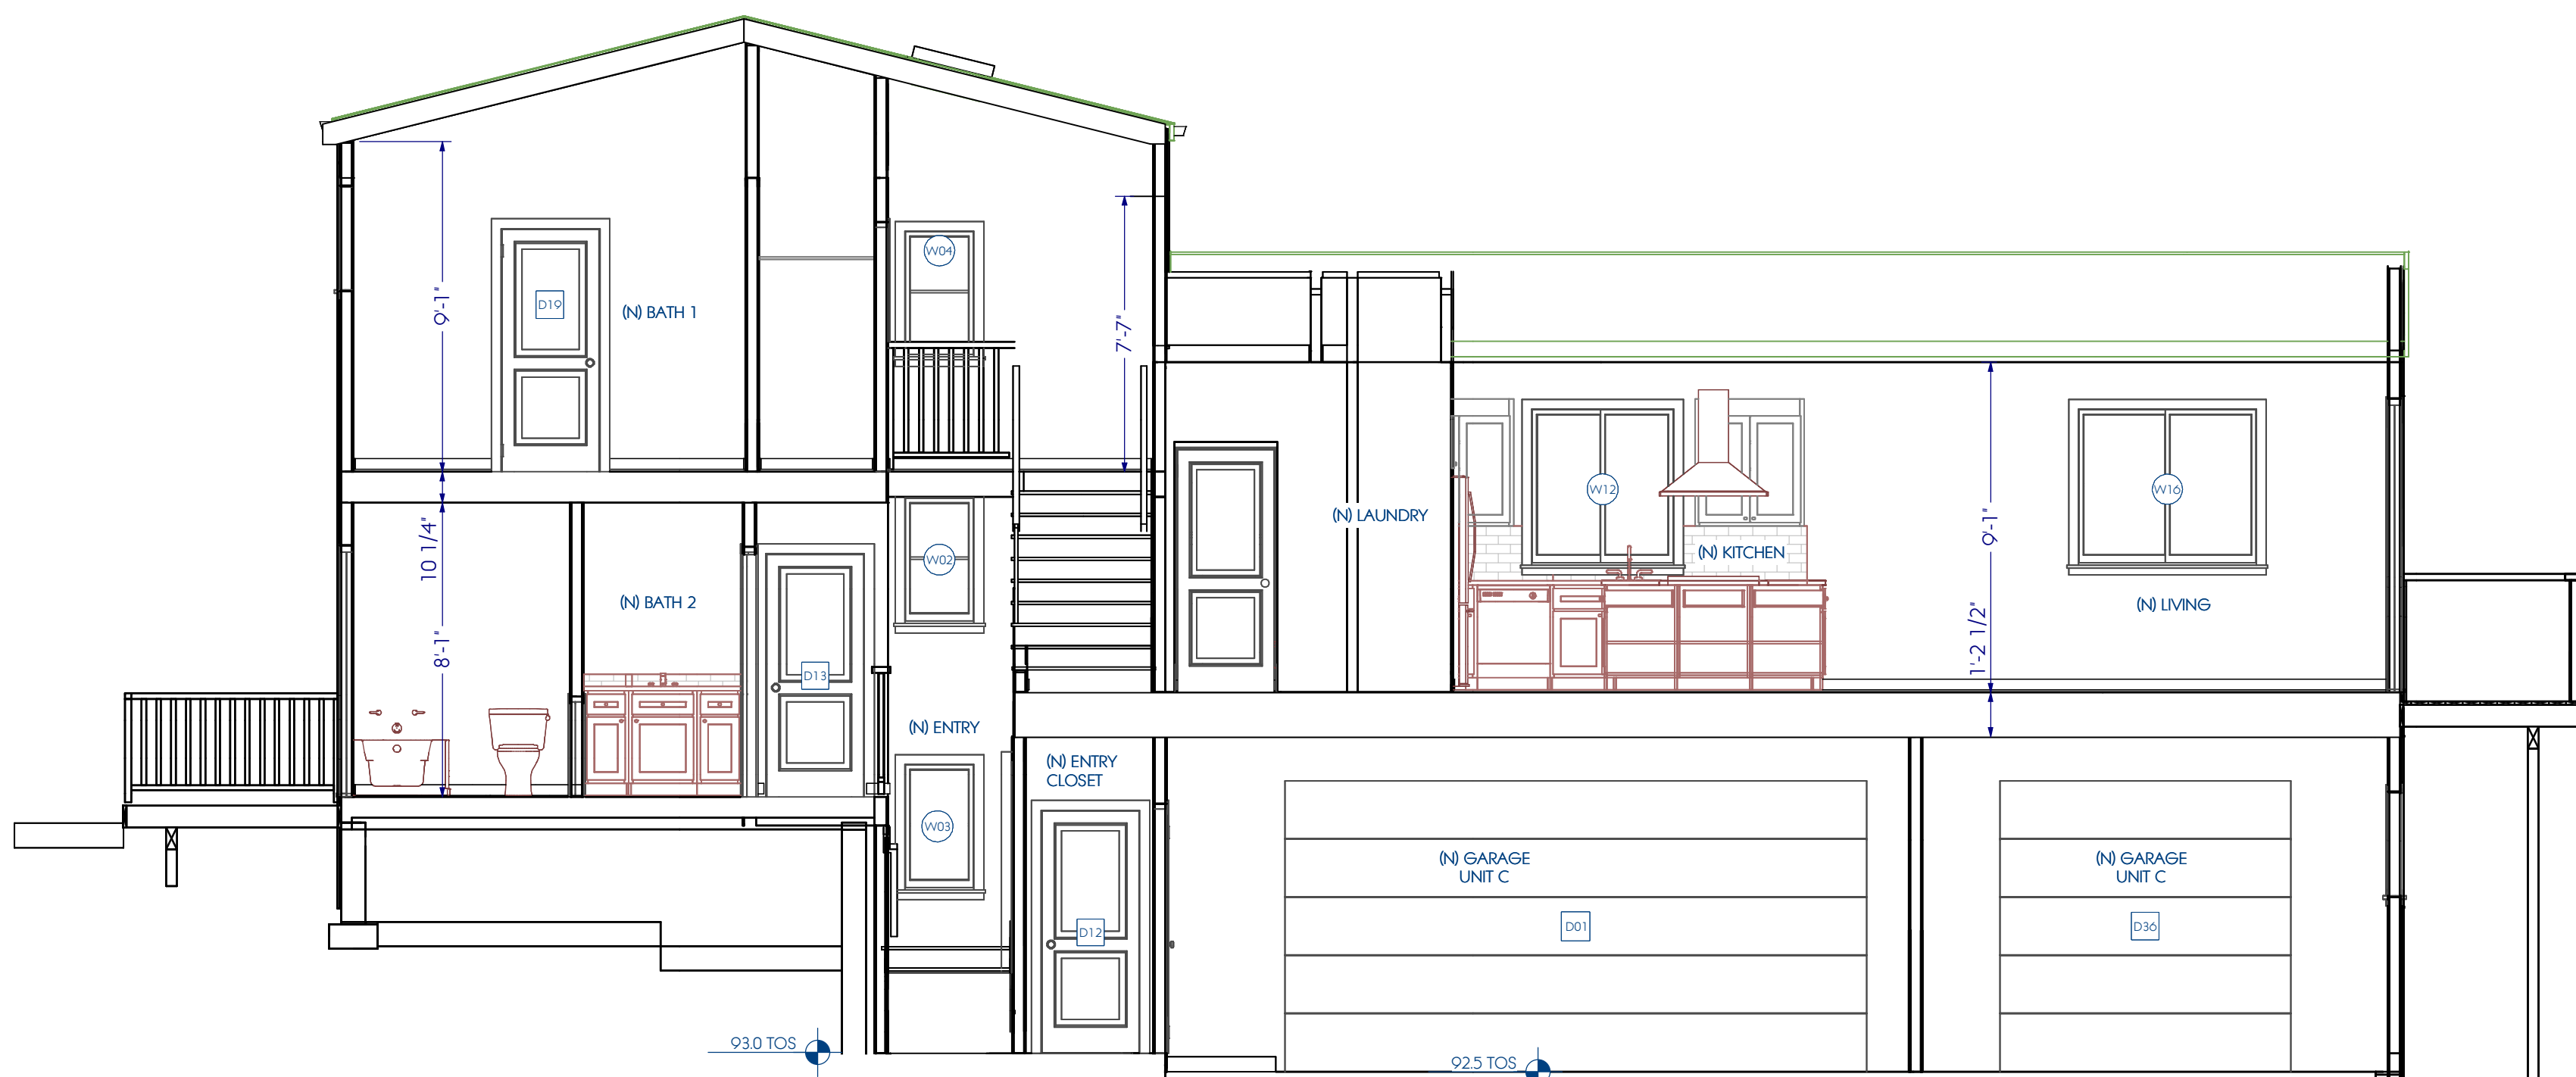 W04
D19
9'-1"
(N) BATH 1
7'-7"
W12
W16
(N) LAUNDRY
9'-1"
10 1/4"
W02
(N) KITCHEN
(N) BATH 2
(N) LIVING
8'-1"
1'-2 1/2"
D13
(N) ENTRY
(N) ENTRY
CLOSET
W03
(N) GARAGE
UNIT C
(N) GARAGE
UNIT C
D12
D01
D36
93.0 TOS
92.5 TOS